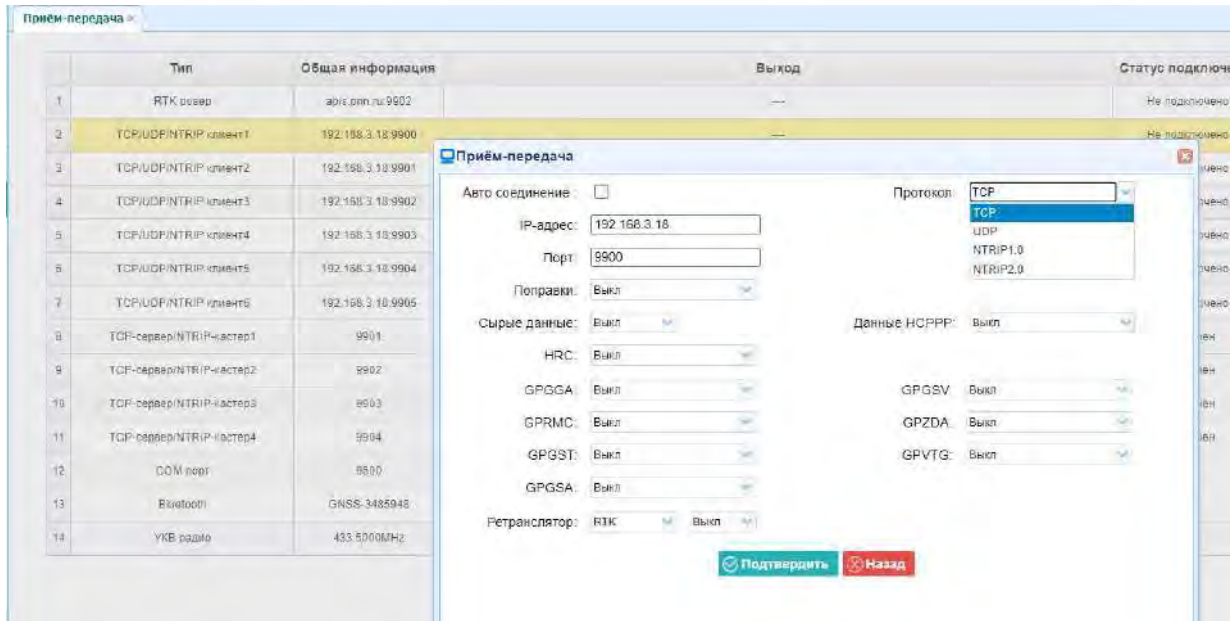 Приём-передача
Тип Общая информация Выход Статус подключе
1 RTK ровер apis.pnn.ru:9902 --- Не подключено
2 TCP/UDP/NTRIP клиент1 192.168.3.18:9900 --- Не подключено
3 TCP/UDP/NTRIP клиент2 192.168.3.18:9901
4 TCP/UDP/NTRIP клиент3 192.168.3.18:9902
5 TCP/UDP/NTRIP клиент4 192.168.3.18:9903
6 TCP/UDP/NTRIP клиент5 192.168.3.18:9904
7 TCP/UDP/NTRIP клиент6 192.168.3.18:9905
8 TCP-сервер/NTRIP-кастер1 9901
9 TCP-сервер/NTRIP-кастер2 9902
10 TCP-сервер/NTRIP-кастер3 9903
11 TCP-сервер/NTRIP-кастер4 9904
12 COM порт 9600
13 Bluetooth GNSS-3485948
14 УКВ радио 433.5000MHz
Приём-передача
Авто соединение: Протокол: TCP
TCP
UDP
NTRIP1.0
NTRIP2.0
IP-адрес: 192.168.3.18
Порт: 9900
Поправки: Выкл
Сырые данные: Выкл Данные HCPPP: Выкл
HRC: Выкл
GPGGA: Выкл GPGSV: Выкл
GPRMC: Выкл GPZDA: Выкл
GPGST: Выкл GPVTG: Выкл
GPGSA: Выкл
Ретранслятор: RTK Выкл
Подтвердить Назад